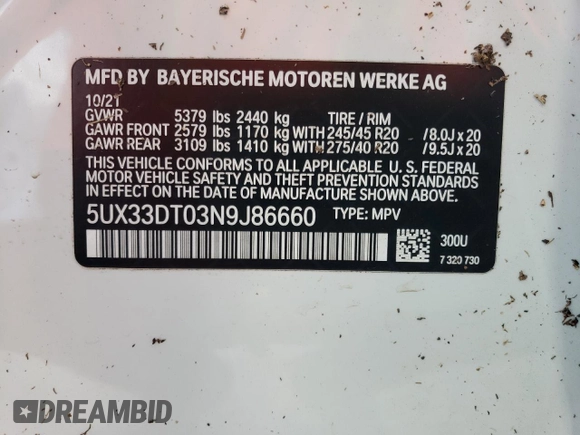 MFD BY BAYERISCHE MOTOREN WERKE AG
10/21
GVWR 5379 lbs 2440 kg TIRE / RIM
GAWR FRONT 2579 lbs 1170 kg WITH 245/45 R20 /8.0J x 20
GAWR REAR 3109 lbs 1410 kg WITH 275/40 R20 /9.5J x 20
THIS VEHICLE CONFORMS TO ALL APPLICABLE U. S. FEDERAL
MOTOR VEHICLE SAFETY AND THEFT PREVENTION STANDARDS
IN EFFECT ON THE DATE OF MANUFACTURE SHOWN ABOVE.
5UX33DT03N9J86660 TYPE: MPV
300U
7 320 730
DREAMBID